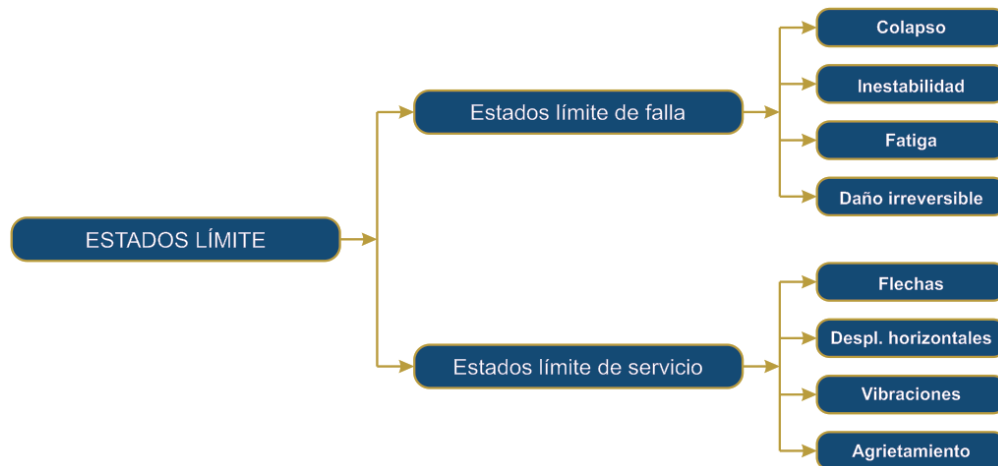 ESTADOS LÍMITE
Estados límite de falla
Colapso
Inestabilidad
Fatiga
Daño irreversible
Estados límite de servicio
Flechas
Despl. horizontales
Vibraciones
Agrietamiento